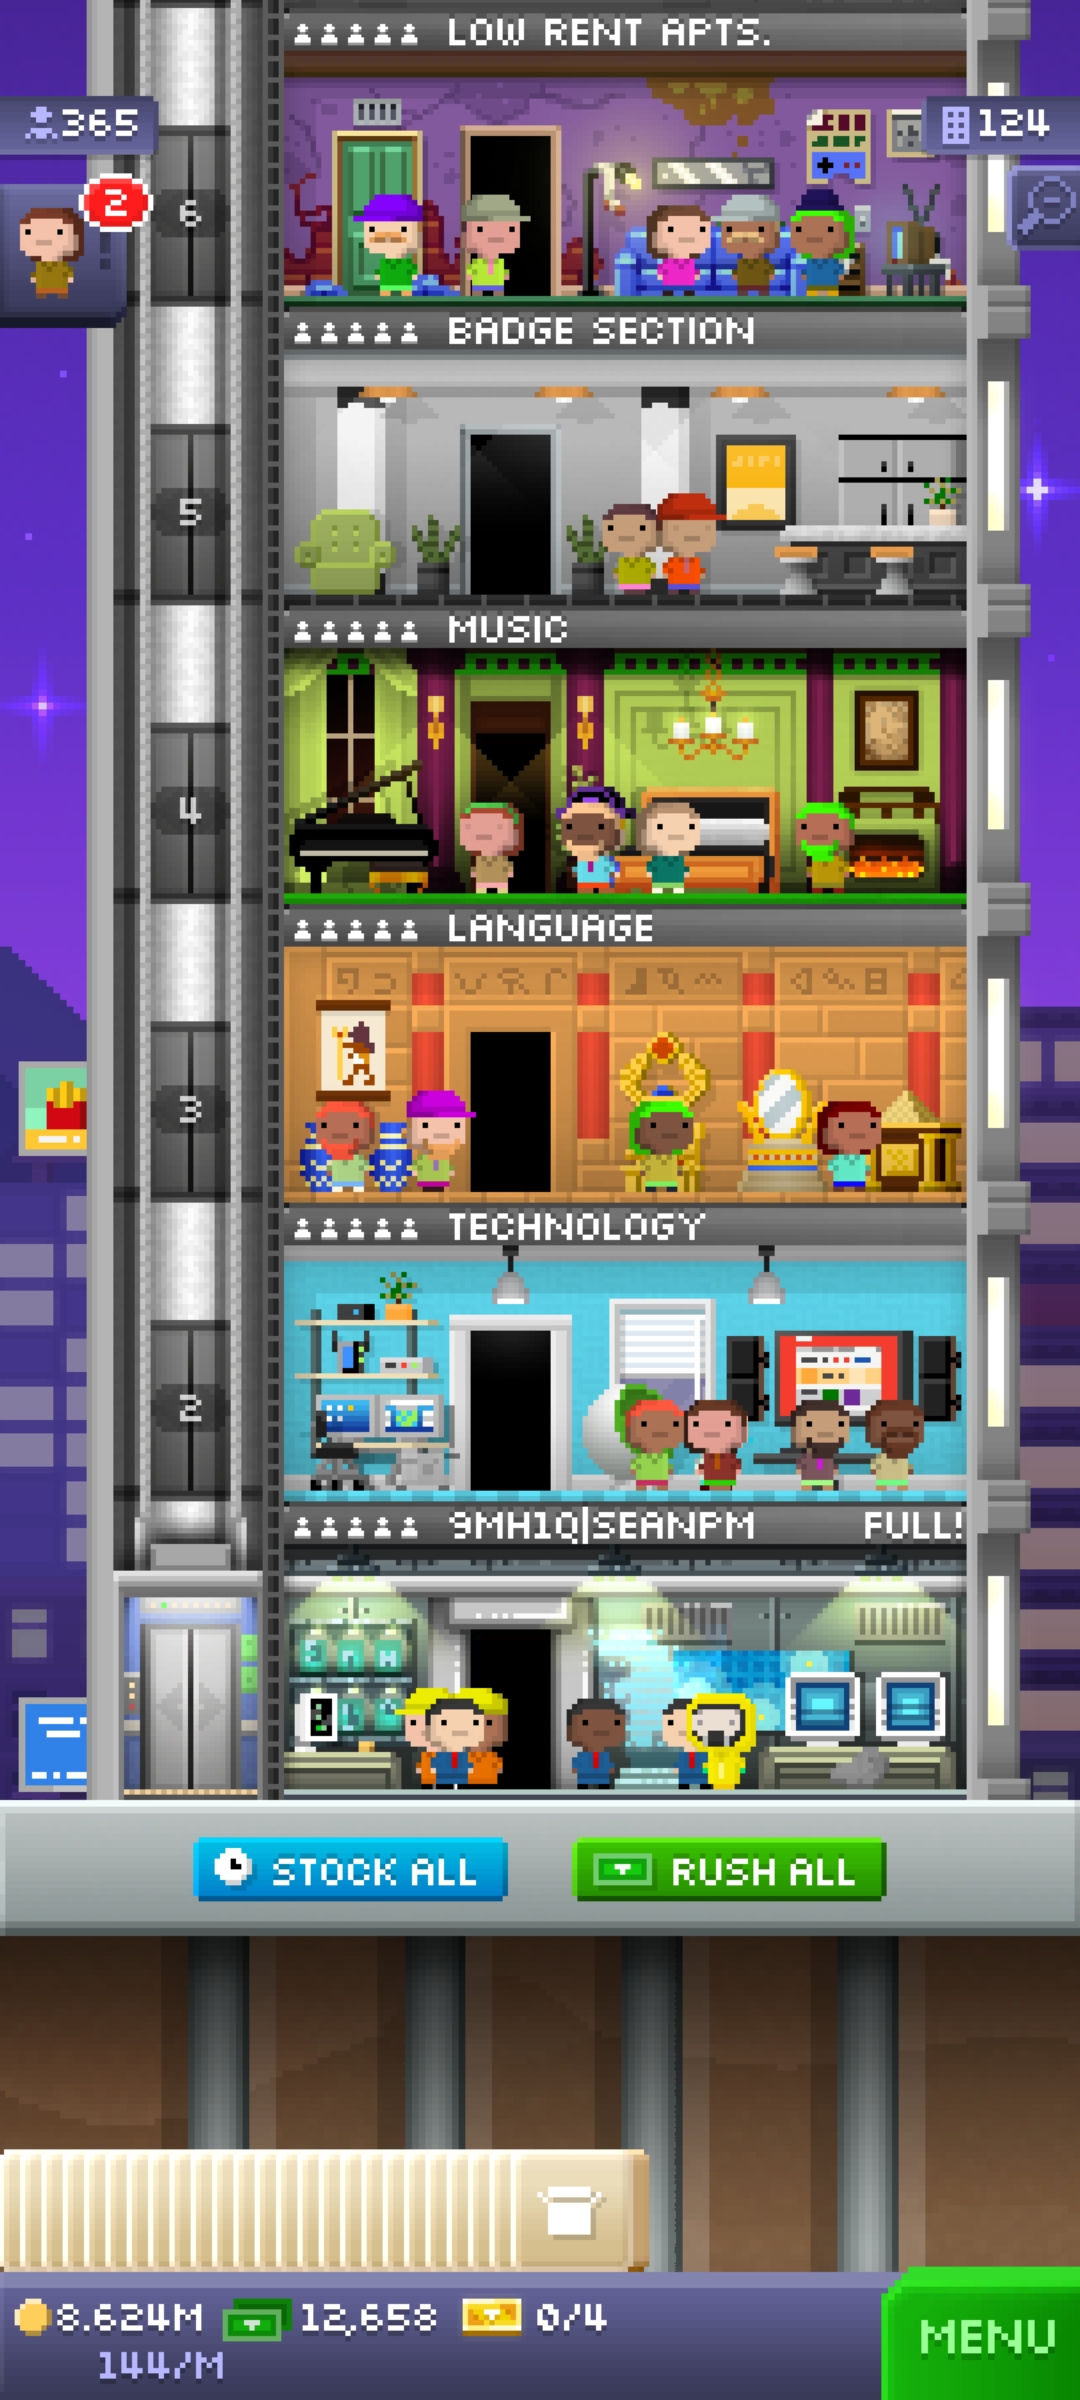 LOW RENT APTS.
365
124
2
6
BADGE SECTION
5
MUSIC
4
LANGUAGE
3
TECHNOLOGY
2
9MH1Q|SEANPM FULL!
STOCK ALL
RUSH ALL
8.624M 12,658 0/4
144/M
MENU